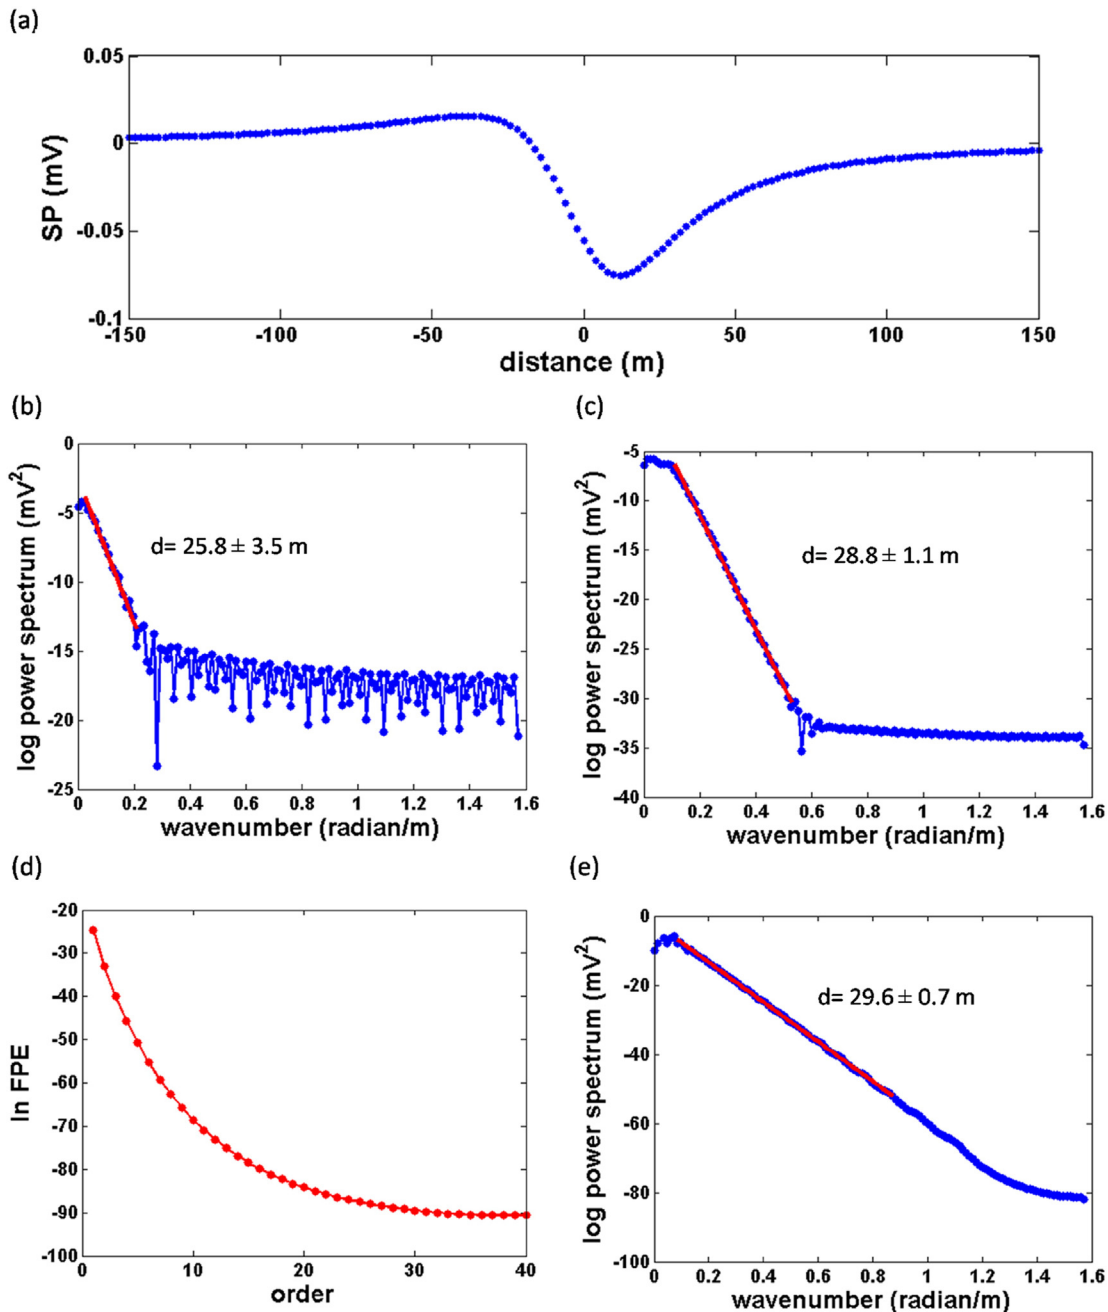 (a)
0.05
0
-0.05
-0.1
SP (mV)
-150 -100 -50 0 50 100 150
distance (m)
(b)
0
-5
-10
-15
-20
-25
log power spectrum (mV²)
d= 25.8 ± 3.5 m
0 0.2 0.4 0.6 0.8 1 1.2 1.4 1.6
wavenumber (radian/m)
(c)
-5
-10
-15
-20
-25
-30
-35
-40
log power spectrum (mV²)
d= 28.8 ± 1.1 m
0 0.2 0.4 0.6 0.8 1 1.2 1.4 1.6
wavenumber (radian/m)
(d)
-20
-30
-40
-50
-60
-70
-80
-90
-100
ln FPE
0 10 20 30 40
order
(e)
0
-20
-40
-60
-80
-100
log power spectrum (mV²)
d= 29.6 ± 0.7 m
0 0.2 0.4 0.6 0.8 1 1.2 1.4 1.6
wavenumber (radian/m)